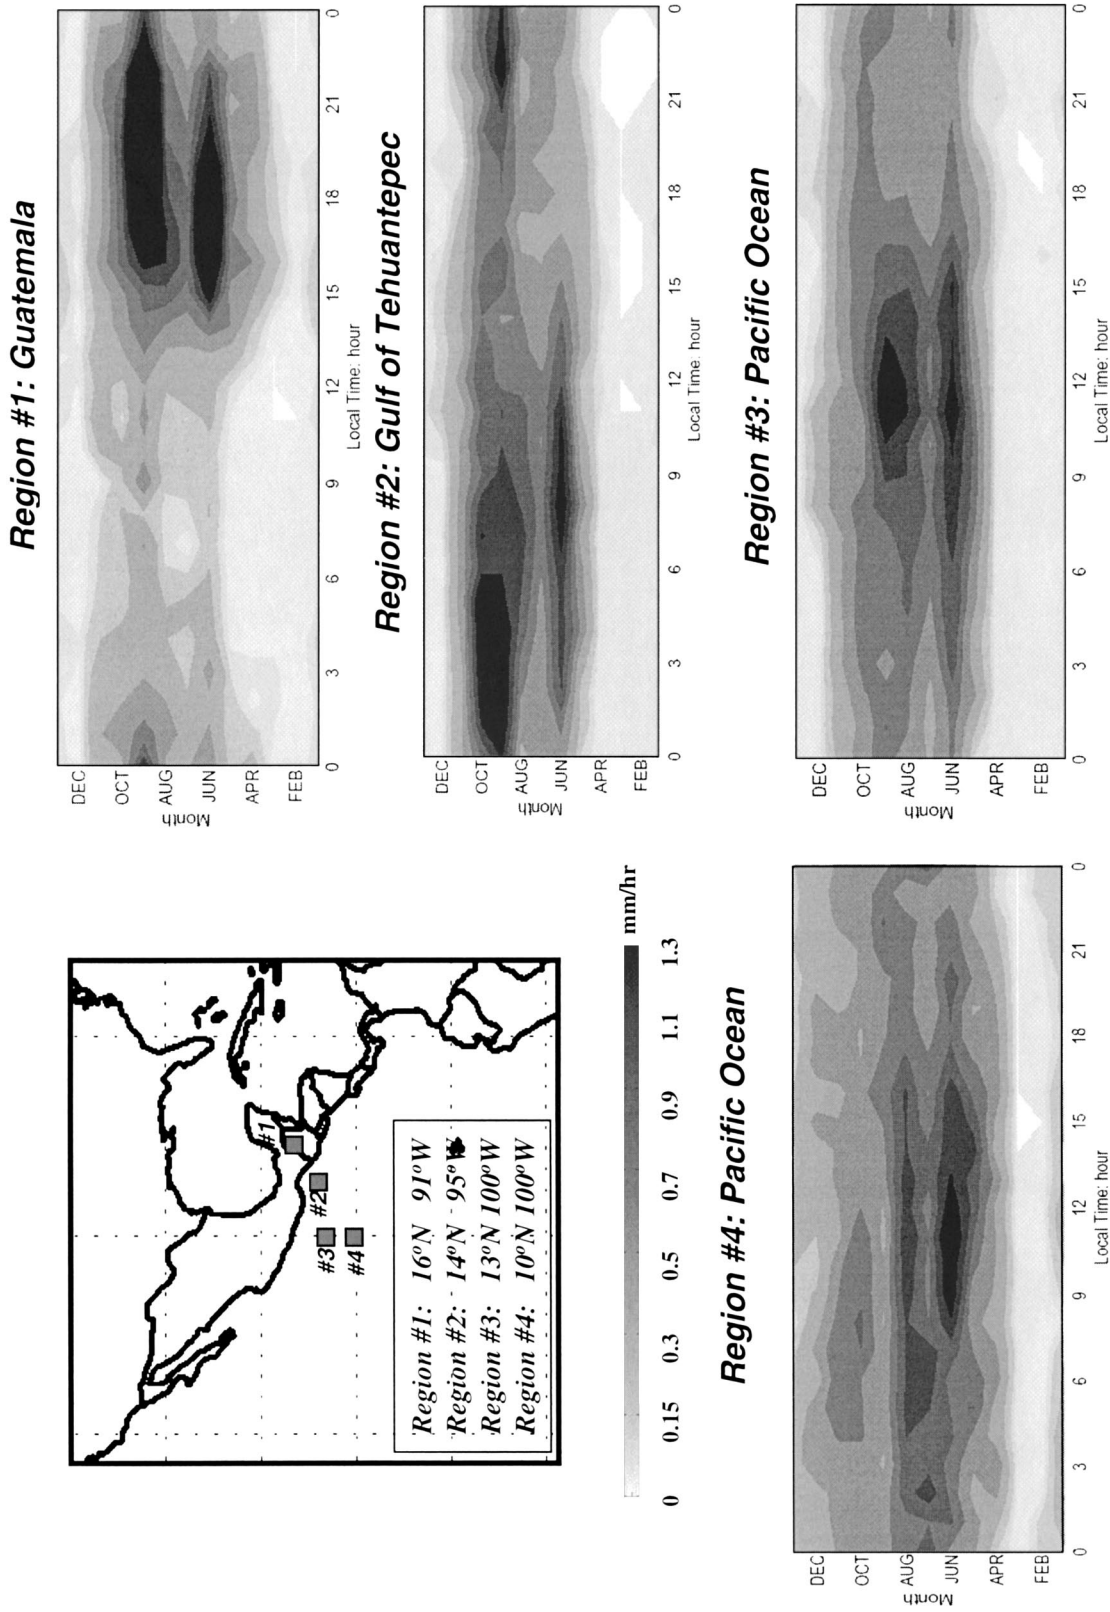 #1
#2
#3
#4
Region #1: 16°N 91°W
Region #2: 14°N 95°W
Region #3: 13°N 100°W
Region #4: 10°N 100°W
0 0.15 0.3 0.5 0.7 0.9 1.1 1.3 mm/hr
Region #1: Guatemala
DEC
OCT
AUG
JUN
APR
FEB
Month
0 3 6 9 12 15 18 21 0
Local Time: hour
Region #2: Gulf of Tehuantepec
DEC
OCT
AUG
JUN
APR
FEB
Month
0 3 6 9 12 15 18 21 0
Local Time: hour
Region #4: Pacific Ocean
DEC
OCT
AUG
JUN
APR
FEB
Month
0 3 6 9 12 15 18 21 0
Local Time: hour
Region #3: Pacific Ocean
DEC
OCT
AUG
JUN
APR
FEB
Month
0 3 6 9 12 15 18 21 0
Local Time: hour